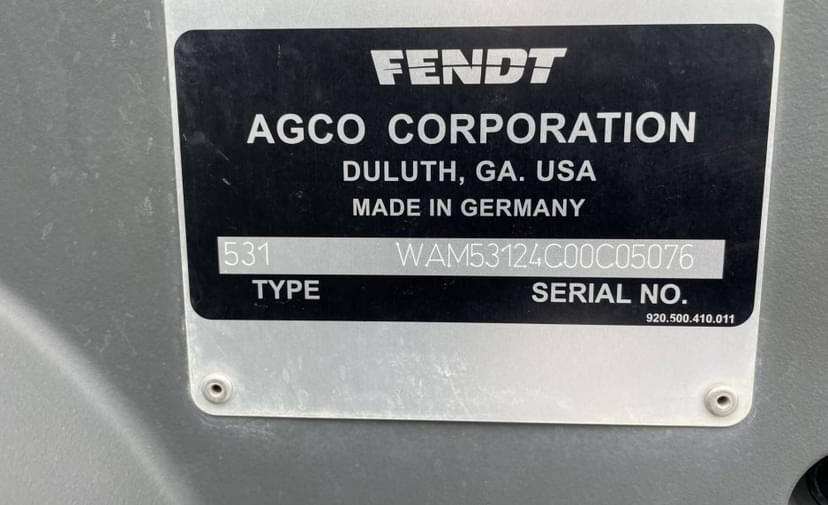 FENDT
AGCO CORPORATION
DULUTH, GA. USA
MADE IN GERMANY
531 WAM53124C00C05076
TYPE SERIAL NO.
920.500.410.011